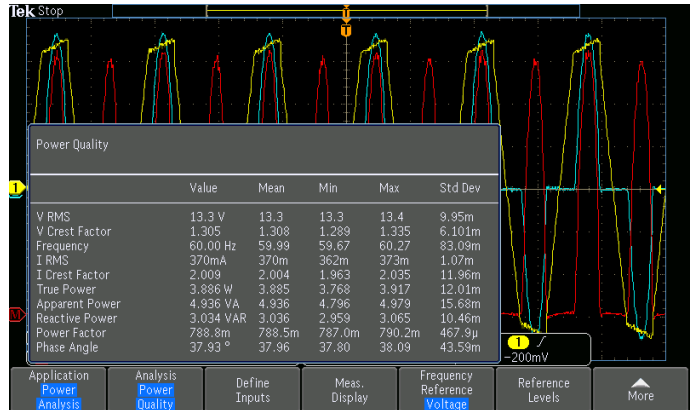 Tek Stop
T
T
Power Quality
1
Value Mean Min Max Std Dev
V RMS 13.3 V 13.3 13.3 13.4 9.95m
V Crest Factor 1.305 1.308 1.289 1.335 6.101m
Frequency 60.00 Hz 59.99 59.67 60.27 83.09m
I RMS 370mA 370m 362m 373m 1.07m
I Crest Factor 2.009 2.004 1.963 2.035 11.96m
True Power 3.886 W 3.885 3.768 3.917 12.01m
Apparent Power 4.936 VA 4.936 4.796 4.979 15.68m
Reactive Power 3.034 VAR 3.036 2.959 3.065 10.46m
M
Power Factor 788.8m 788.5m 787.0m 790.2m 467.9µ
Phase Angle 37.93 ° 37.96 37.80 38.09 43.59m
1
-200mV
Application
Power
Analysis
Analysis
Power
Quality
Define
Inputs
Meas.
Display
Frequency
Reference
Voltage
Reference
Levels
More